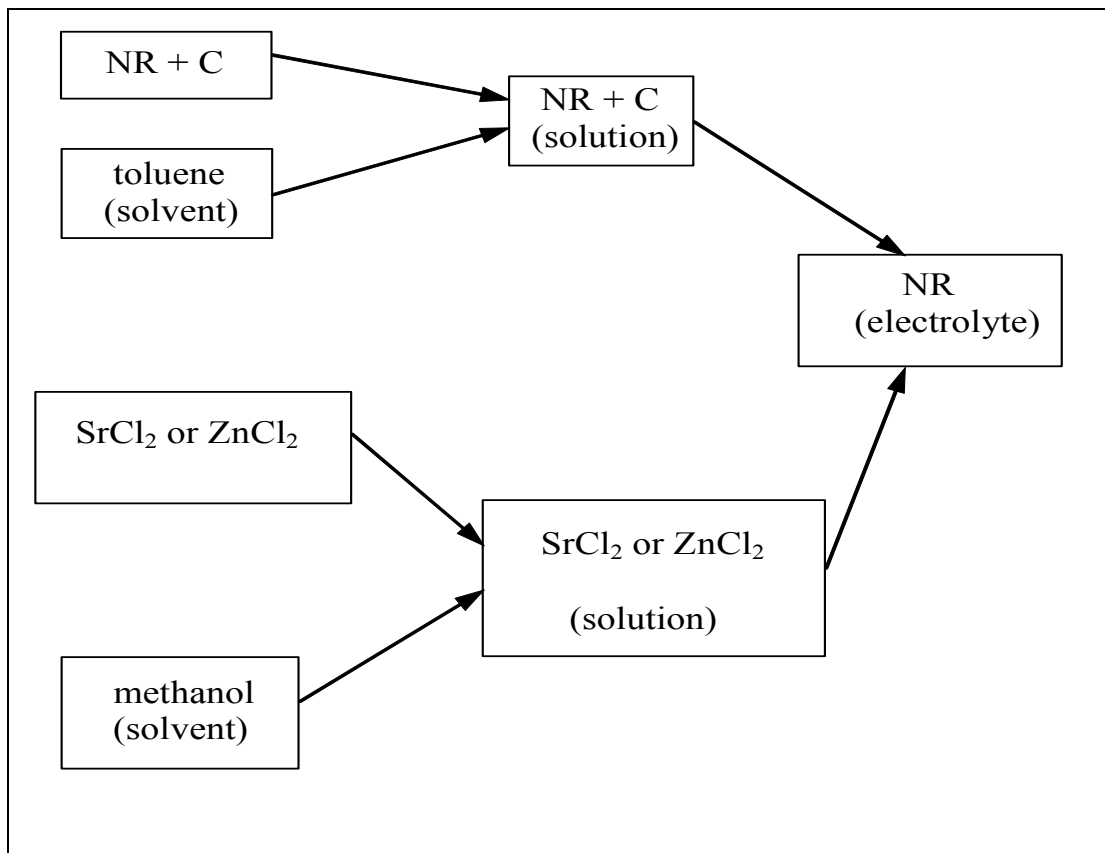 NR + C
toluene
(solvent)
NR + C
(solution)
NR
(electrolyte)
SrCl₂ or ZnCl₂
SrCl₂ or ZnCl₂
(solution)
methanol
(solvent)